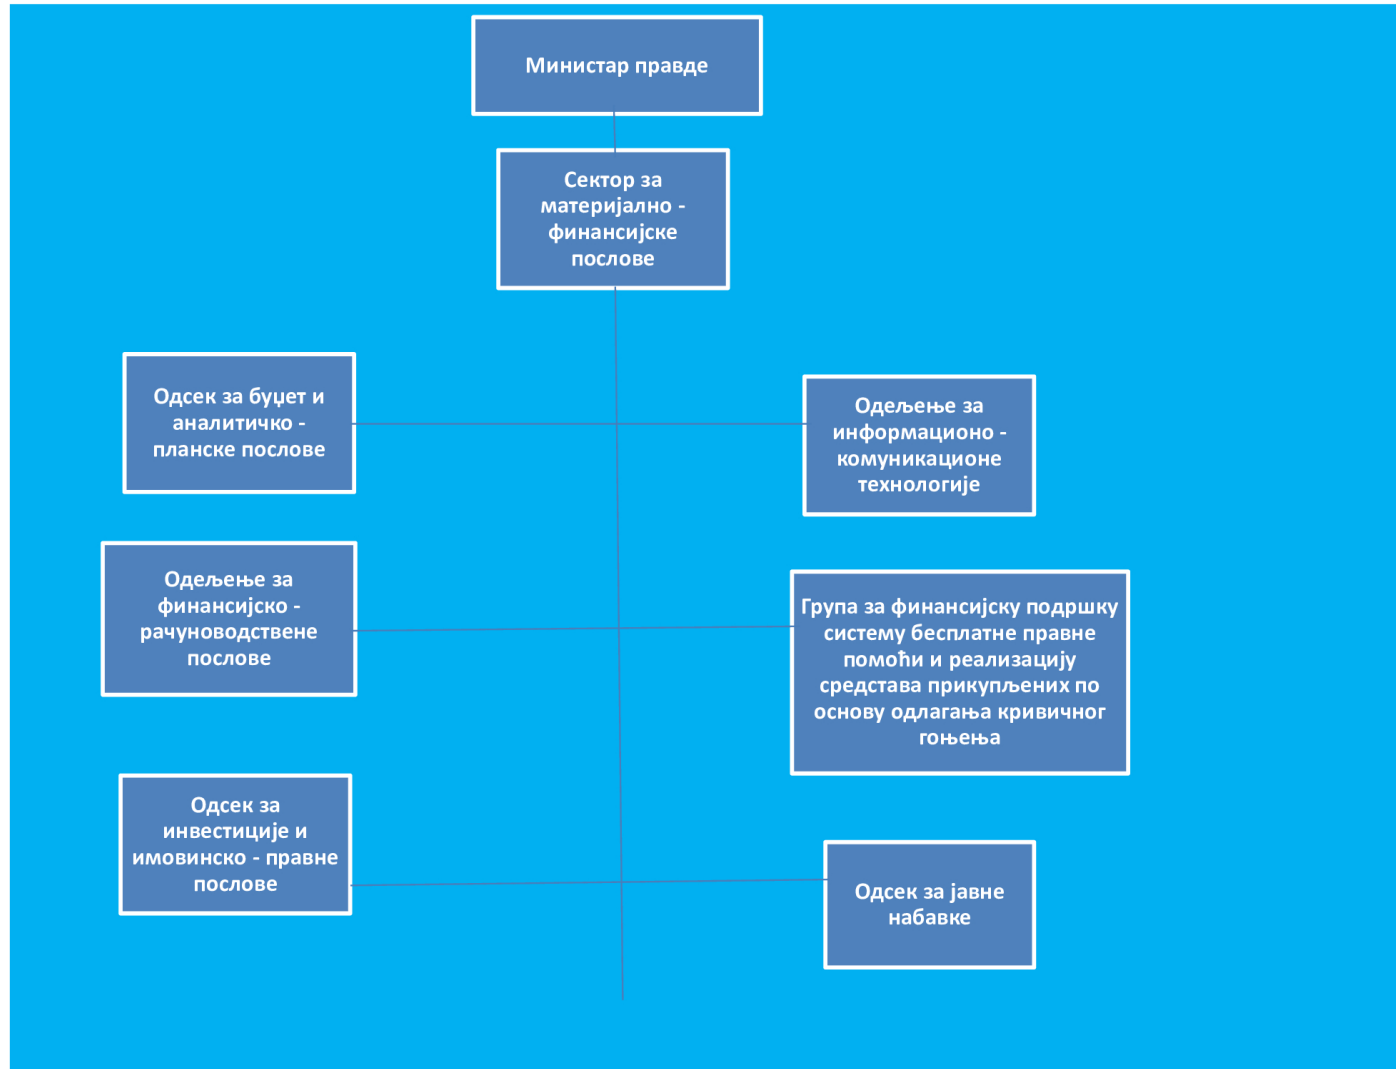 Министар правде
Сектор за
материјално -
финансијске
послове
Одсек за буџет и
аналитичко -
планске послове
Одељење за
информационо -
комуникационе
технологије
Одељење за
финансијско -
рачуноводствене
послове
Група за финансијску подршку
систему бесплатне правне
помоћи и реализацију
средстава прикупљених по
основу одлагања кривичног
гоњења
Одсек за
инвестиције и
имовинско - правне
послове
Одсек за јавне
набавке